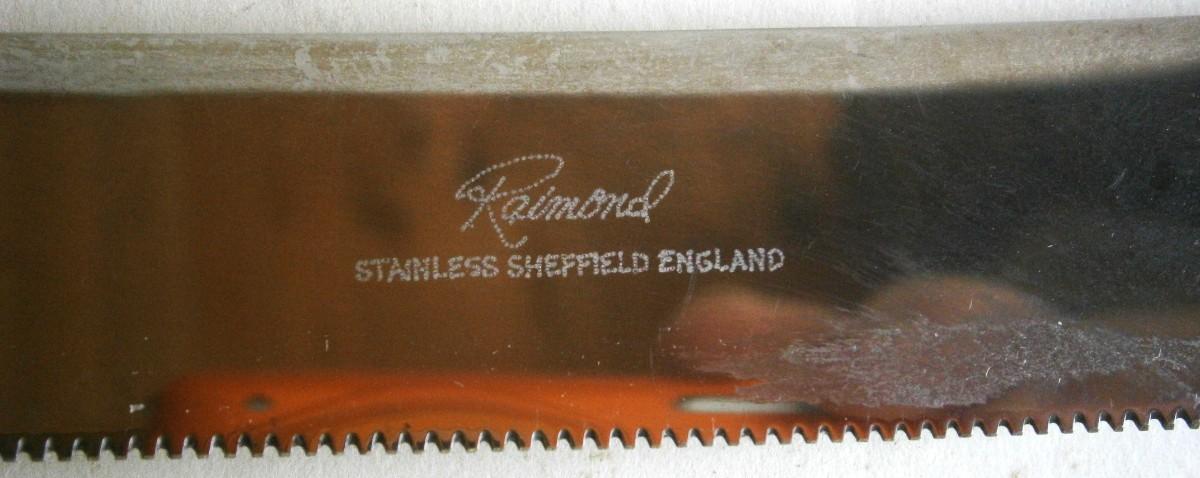 Raimond
STAINLESS SHEFFIELD ENGLAND